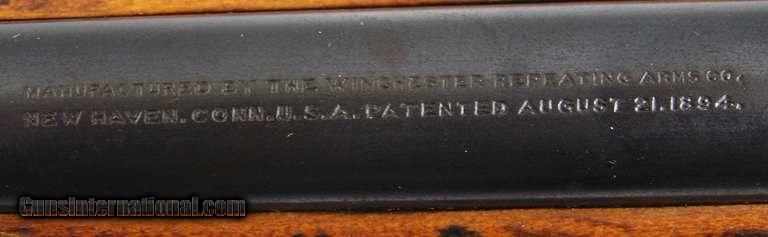 MANUFACTURED BY THE WINCHESTER REPEATING ARMS CO.
NEW HAVEN. CONN. U.S.A. PATENTED AUGUST 21. 1894.
GunsInternational.com